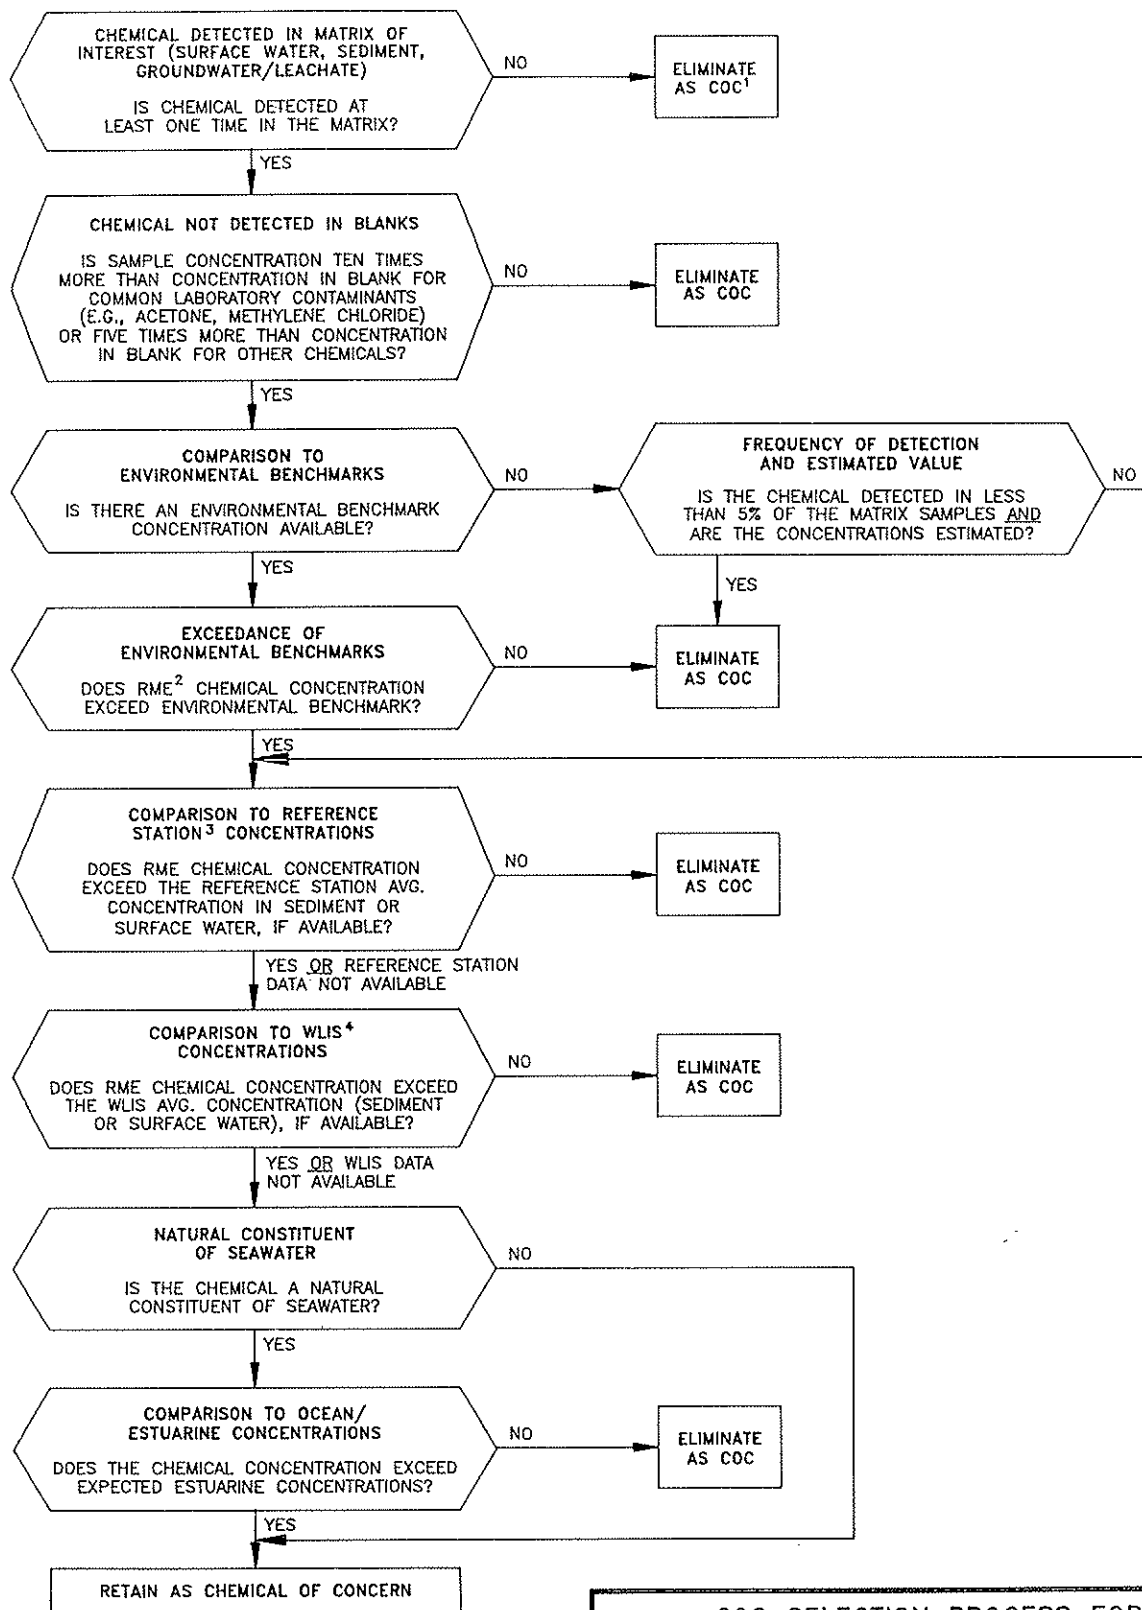 CHEMICAL DETECTED IN MATRIX OF
INTEREST (SURFACE WATER, SEDIMENT,
GROUNDWATER/LEACHATE)
IS CHEMICAL DETECTED AT
LEAST ONE TIME IN THE MATRIX?
NO
ELIMINATE
AS COC¹
YES
CHEMICAL NOT DETECTED IN BLANKS
IS SAMPLE CONCENTRATION TEN TIMES
MORE THAN CONCENTRATION IN BLANK FOR
COMMON LABORATORY CONTAMINANTS
(E.G., ACETONE, METHYLENE CHLORIDE)
OR FIVE TIMES MORE THAN CONCENTRATION
IN BLANK FOR OTHER CHEMICALS?
NO
ELIMINATE
AS COC
YES
COMPARISON TO
ENVIRONMENTAL BENCHMARKS
IS THERE AN ENVIRONMENTAL BENCHMARK
CONCENTRATION AVAILABLE?
NO
FREQUENCY OF DETECTION
AND ESTIMATED VALUE
IS THE CHEMICAL DETECTED IN LESS
THAN 5% OF THE MATRIX SAMPLES AND
ARE THE CONCENTRATIONS ESTIMATED?
NO
YES
YES
EXCEEDANCE OF
ENVIRONMENTAL BENCHMARKS
DOES RME² CHEMICAL CONCENTRATION
EXCEED ENVIRONMENTAL BENCHMARK?
NO
ELIMINATE
AS COC
YES
COMPARISON TO REFERENCE
STATION³ CONCENTRATIONS
DOES RME CHEMICAL CONCENTRATION
EXCEED THE REFERENCE STATION AVG.
CONCENTRATION IN SEDIMENT OR
SURFACE WATER, IF AVAILABLE?
NO
ELIMINATE
AS COC
YES OR REFERENCE STATION
DATA NOT AVAILABLE
COMPARISON TO WLIS⁴
CONCENTRATIONS
DOES RME CHEMICAL CONCENTRATION EXCEED
THE WLIS AVG. CONCENTRATION (SEDIMENT
OR SURFACE WATER), IF AVAILABLE?
NO
ELIMINATE
AS COC
YES OR WLIS DATA
NOT AVAILABLE
NATURAL CONSTITUENT
OF SEAWATER
IS THE CHEMICAL A NATURAL
CONSTITUENT OF SEAWATER?
NO
YES
COMPARISON TO OCEAN/
ESTUARINE CONCENTRATIONS
DOES THE CHEMICAL CONCENTRATION EXCEED
EXPECTED ESTUARINE CONCENTRATIONS?
NO
ELIMINATE
AS COC
YES
RETAIN AS CHEMICAL OF CONCERN
COC SELECTION PROCESS FOR